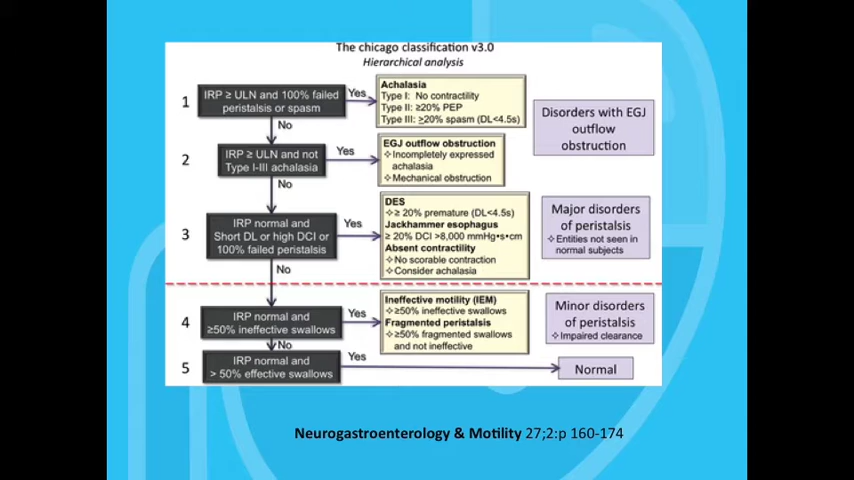 The chicago classification v3.0
Hierarchical analysis
1
IRP ≥ ULN and 100% failed
peristalsis or spasm
Yes
Achalasia
Type I: No contractility
Type II: ≥20% PEP
Type III: ≥20% spasm (DL<4.5s)
Disorders with EGJ
outflow
obstruction
No
2
IRP ≥ ULN and not
Type I-III achalasia
Yes
EGJ outflow obstruction
✧Incompletely expressed
achalasia
✧Mechanical obstruction
No
3
IRP normal and
Short DL or high DCI or
100% failed peristalsis
Yes
DES
✧≥ 20% premature (DL<4.5s)
Jackhammer esophagus
≥ 20% DCI >8,000 mmHg•s•cm
Absent contractility
✧No scorable contraction
✧Consider achalasia
Major disorders
of peristalsis
✧Entities not seen in
normal subjects
No
4
IRP normal and
≥50% ineffective swallows
Yes
Ineffective motility (IEM)
✧≥50% ineffective swallows
Fragmented peristalsis
✧≥50% fragmented swallows
and not ineffective
Minor disorders
of peristalsis
✧Impaired clearance
No
5
IRP normal and
> 50% effective swallows
Yes
Normal
Neurogastroenterology & Motility 27;2:p 160-174